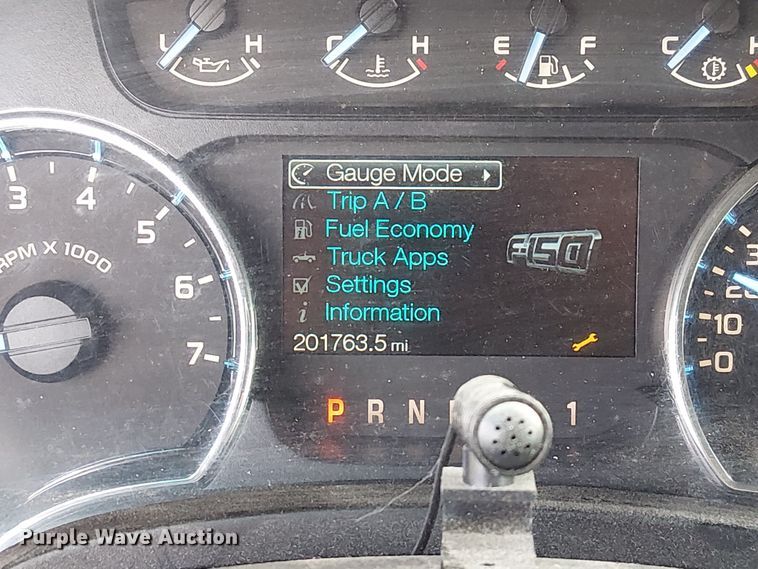 L H C H E F C H
Gauge Mode
Trip A / B
Fuel Economy
F-150
Truck Apps
Settings
Information
201763.5 mi
3 4 5 6 7
RPM X 1000
20
10
0
P R N 1
Purple Wave Auction